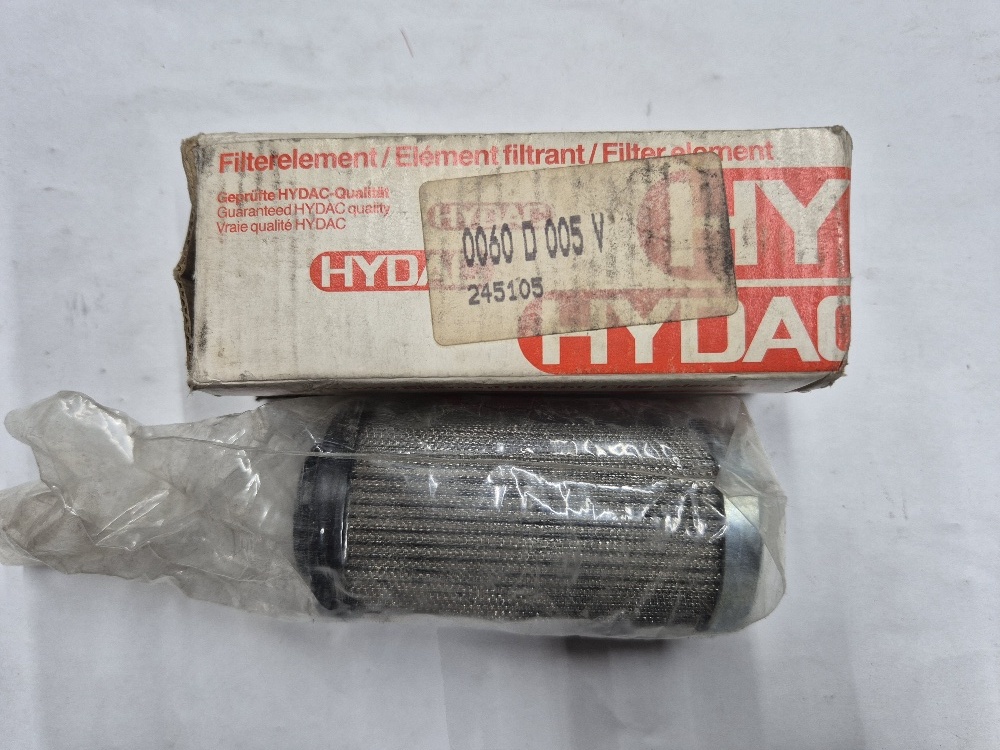 Filterelement / Elément filtrant / Filter element
Geprüfte HYDAC-Qualität
Guaranteed HYDAC quality
Vraie qualité HYDAC
HYDAC
0060 D 005 V
245105
HYDAC
HY
HYDAC